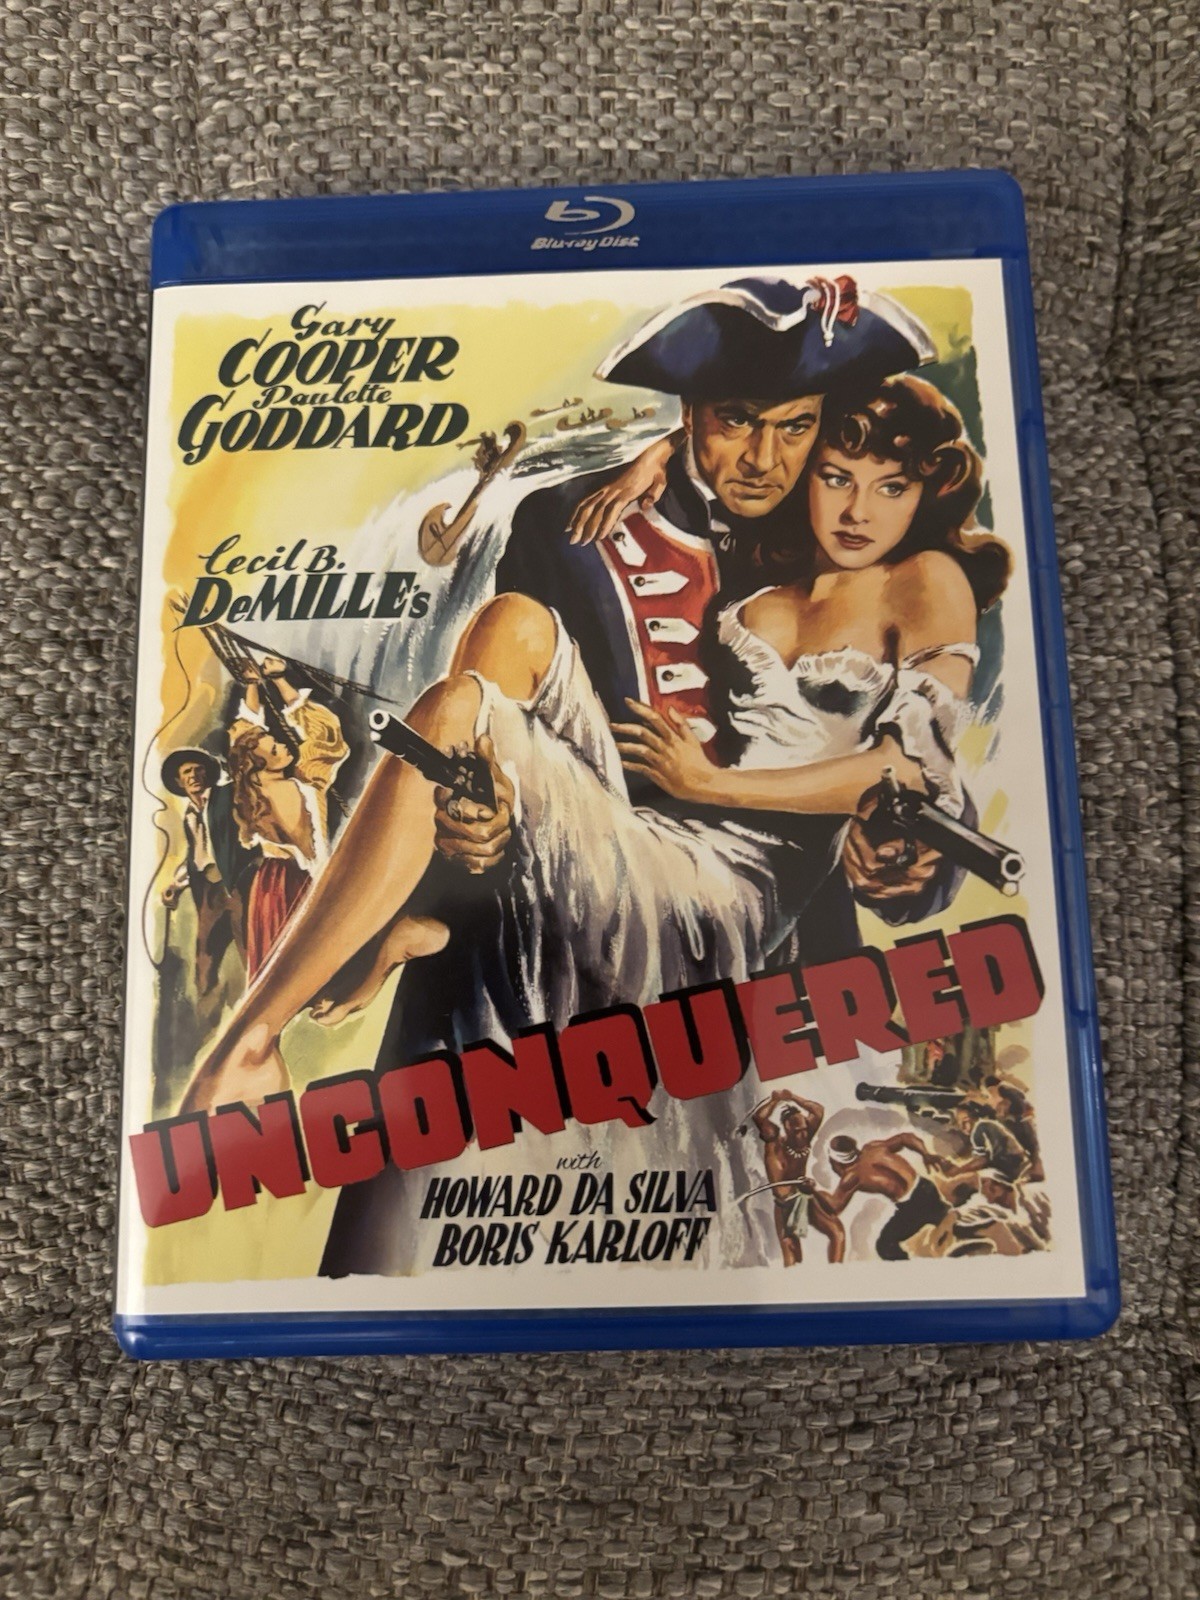 Blu-ray Disc
Gary
COOPER
Paulette
GODDARD
Cecil B.
DeMILLE's
UNCONQUERED
with
HOWARD DA SILVA
BORIS KARLOFF